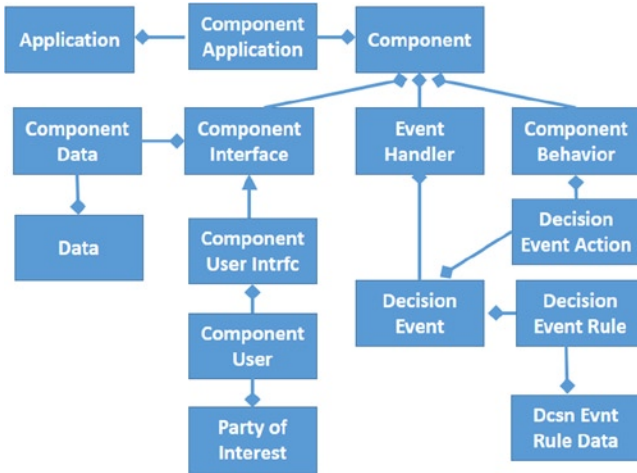 Application
Component
Application
Component
Component
Data
Component
Interface
Event
Handler
Component
Behavior
Data
Component
User Intrfc
Decision
Event Action
Component
User
Decision
Event
Decision
Event Rule
Party of
Interest
Dcsn Evnt
Rule Data